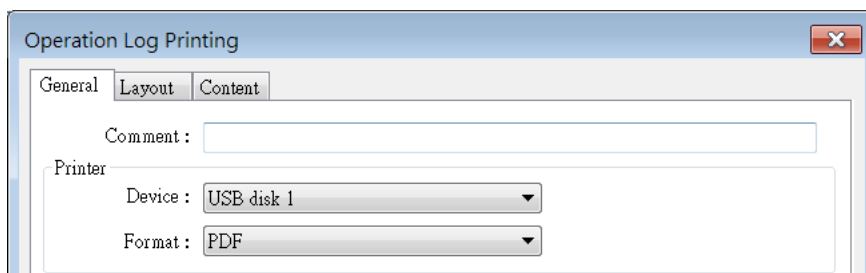 Operation Log Printing
General Layout Content
Comment :
Printer
Device : USB disk 1
Format : PDF